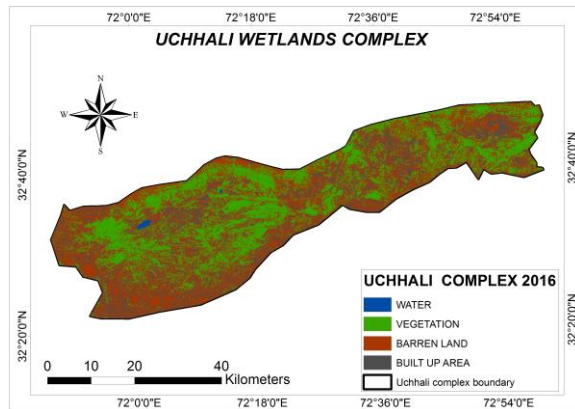 72°0'0"E 72°18'0"E 72°36'0"E 72°54'0"E
UCHHALI WETLANDS COMPLEX
N
W E
S
32°40'0"N 32°40'0"N
32°20'0"N 32°20'0"N
UCHHALI COMPLEX 2016
WATER
VEGETATION
BARREN LAND
BUILT UP AREA
Uchhali complex boundary
0 10 20 40
Kilometers
72°0'0"E 72°18'0"E 72°36'0"E 72°54'0"E